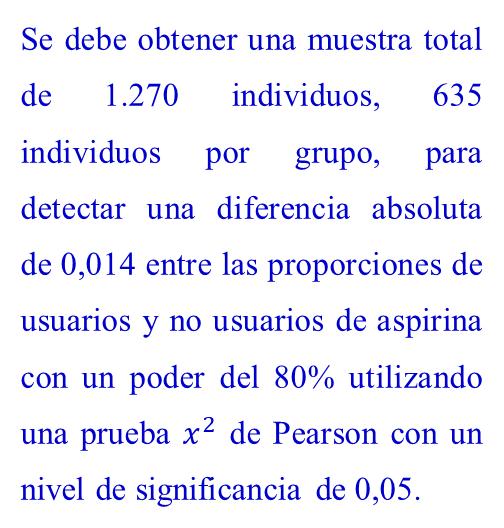 Se debe obtener una muestra total
de 1.270 individuos, 635
individuos por grupo, para
detectar una diferencia absoluta
de 0,014 entre las proporciones de
usuarios y no usuarios de aspirina
con un poder del 80% utilizando
una prueba x² de Pearson con un
nivel de significancia de 0,05.